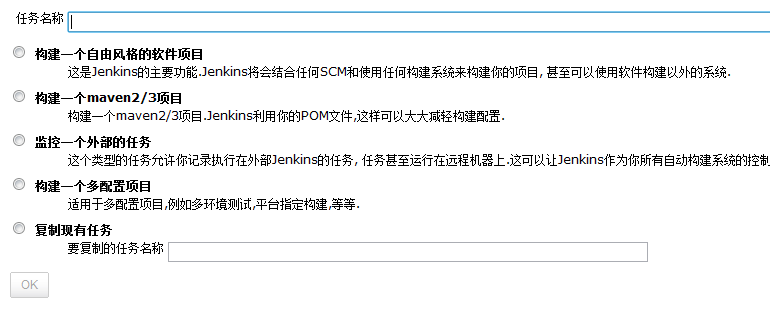 任务名称
构建一个自由风格的软件项目
这是Jenkins的主要功能.Jenkins将会结合任何SCM和使用任何构建系统来构建你的项目, 甚至可以使用软件构建以外的系统.
构建一个maven2/3项目
构建一个maven2/3项目.Jenkins利用你的POM文件,这样可以大大减轻构建配置.
监控一个外部的任务
这个类型的任务允许你记录执行在外部Jenkins的任务, 任务甚至运行在远程机器上.这可以让Jenkins作为你所有自动构建系统的控制
构建一个多配置项目
适用于多配置项目,例如多环境测试,平台指定构建,等等.
复制现有任务
要复制的任务名称
OK